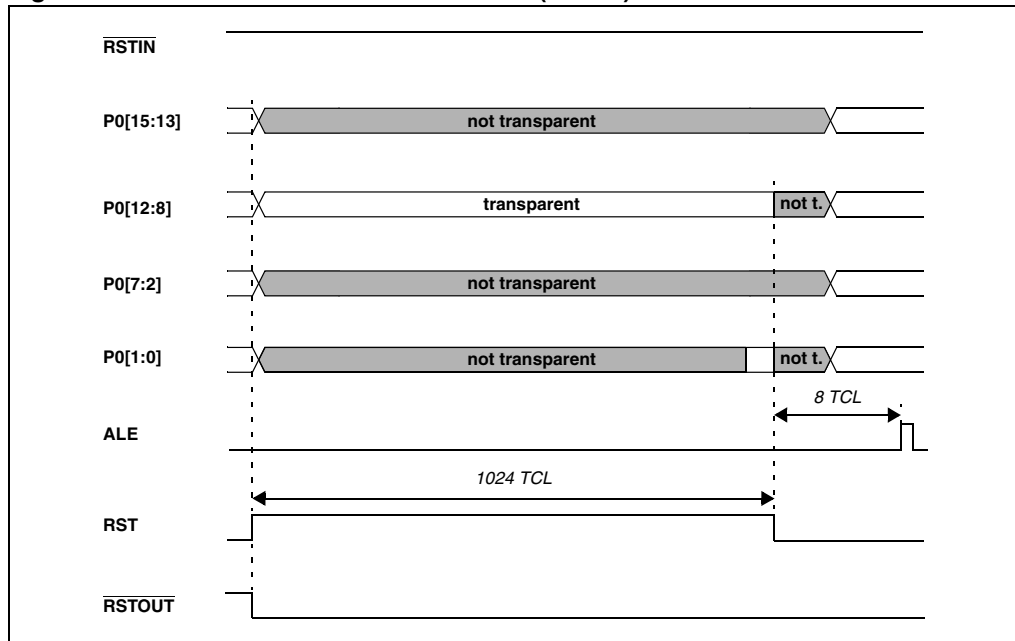 RSTIN
P0[15:13] not transparent
P0[12:8] transparent not t.
P0[7:2] not transparent
P0[1:0] not transparent not t.
8 TCL
ALE
1024 TCL
RST
RSTOUT